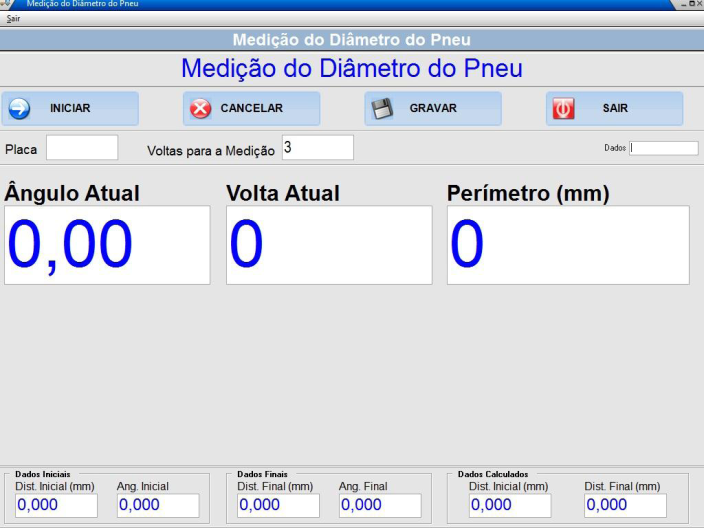 Medição do Diâmetro do Pneu
Sair
Medição do Diâmetro do Pneu
Medição do Diâmetro do Pneu
INICIAR CANCELAR GRAVAR SAIR
Placa Voltas para a Medição 3 Dados
Ângulo Atual Volta Atual Perímetro (mm)
0,00 0 0
Dados Iniciais Dados Finais Dados Calculados
Dist. Inicial (mm) Ang. Inicial Dist. Final (mm) Ang. Final Dist. Inicial (mm) Dist. Final (mm)
0,000 0,000 0,000 0,000 0,000 0,000